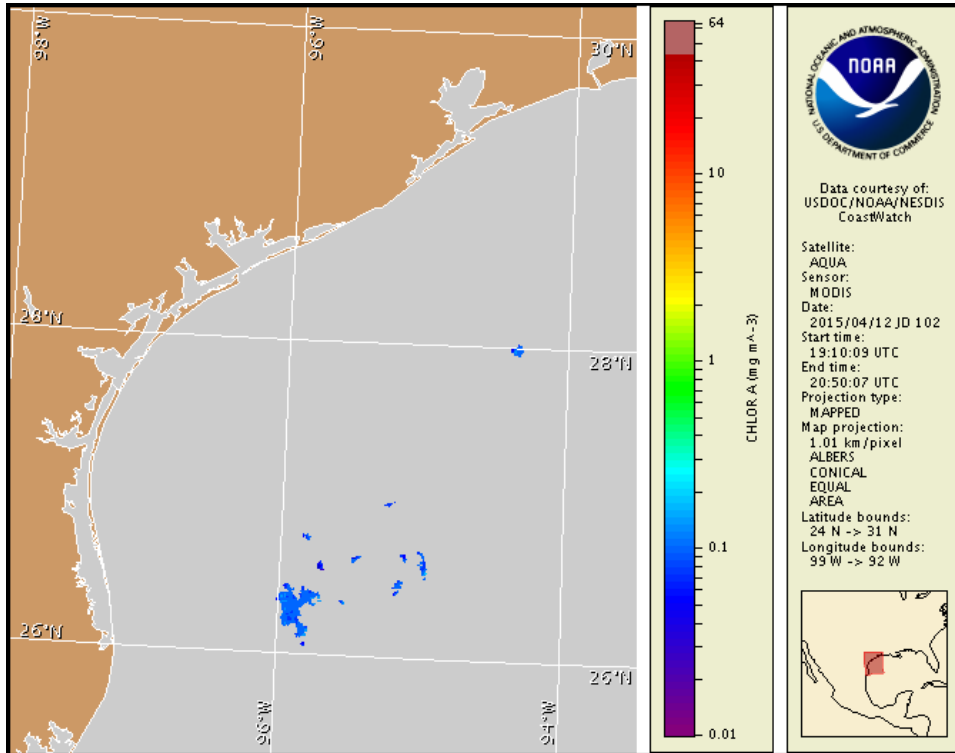 98°W
96°W
30°N
28°N
28°N
26°N
26°N
96°W
94°W
64
10
1
0.1
0.01
CHLOR A (mg m^-3)
NATIONAL OCEANIC AND ATMOSPHERIC ADMINISTRATION
NOAA
U.S. DEPARTMENT OF COMMERCE
Data courtesy of:
USDOC/NOAA/NESDIS
CoastWatch
Satellite:
AQUA
Sensor:
MODIS
Date:
2015/04/12 JD 102
Start time:
19:10:09 UTC
End time:
20:50:07 UTC
Projection type:
MAPPED
Map projection:
1.01 km/pixel
ALBERS
CONICAL
EQUAL
AREA
Latitude bounds:
24 N -> 31 N
Longitude bounds:
99 W -> 92 W